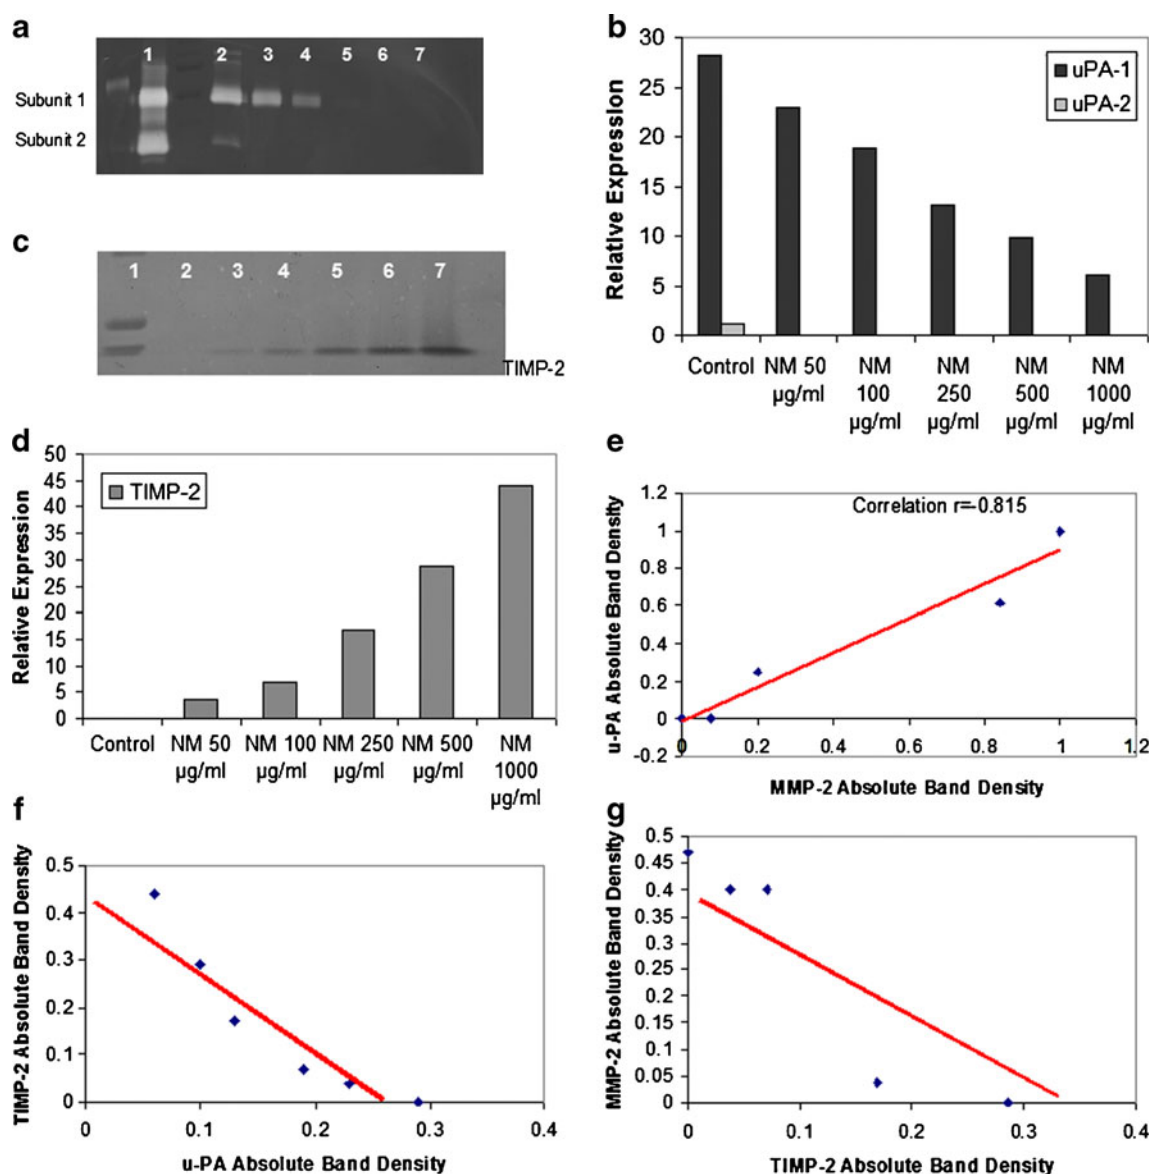 a
1 2 3 4 5 6 7
Subunit 1
Subunit 2
b
30
25
20
15
10
5
0
Relative Expression
uPA-1
uPA-2
Control NM 50 NM NM NM NM
µg/ml 100 250 500 1000
µg/ml µg/ml µg/ml µg/ml
c
1 2 3 4 5 6 7
TIMP-2
d
50
45
40
35
30
25
20
15
10
5
0
Relative Expression
TIMP-2
Control NM 50 NM 100 NM 250 NM 500 NM
µg/ml µg/ml µg/ml µg/ml 1000
µg/ml
e
1.2
1
0.8
0.6
0.4
0.2
0
-0.2
u-PA Absolute Band Density
Correlation r=-0.815
0 0.2 0.4 0.6 0.8 1 1.2
MMP-2 Absolute Band Density
f
0.5
0.4
0.3
0.2
0.1
0
TIMP-2 Absolute Band Density
0 0.1 0.2 0.3 0.4
u-PA Absolute Band Density
g
0.5
0.45
0.4
0.35
0.3
0.25
0.2
0.15
0.1
0.05
0
MMP-2 Absolute Band Density
0 0.1 0.2 0.3 0.4
TIMP-2 Absolute Band Density